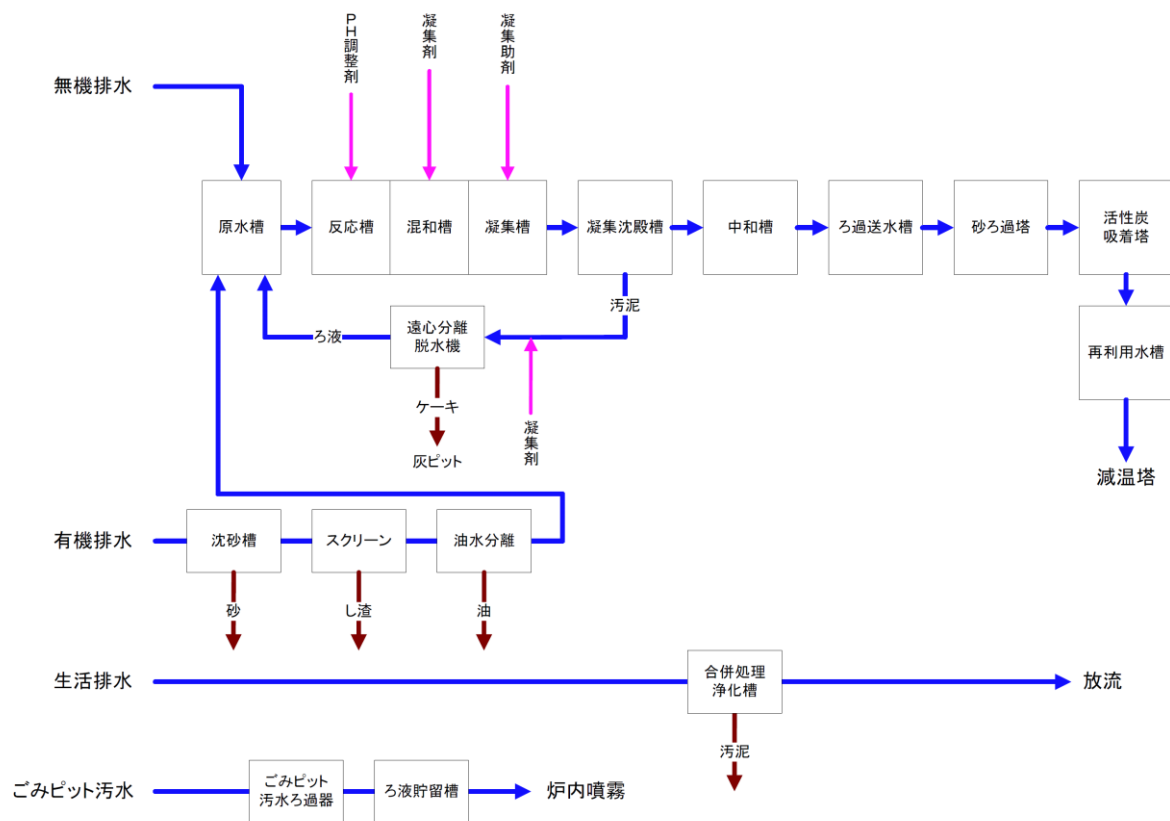 PH調整剤
凝集剤
凝集助剤
無機排水
原水槽
反応槽
混和槽
凝集槽
凝集沈殿槽
中和槽
ろ過送水槽
砂ろ過塔
活性炭
吸着塔
汚泥
ろ液
遠心分離
脱水機
再利用水槽
ケーキ
凝集剤
灰ピット
減温塔
有機排水
沈砂槽
スクリーン
油水分離
砂
し渣
油
生活排水
合併処理
浄化槽
放流
汚泥
ごみピット汚水
ごみピット
汚水ろ過器
ろ液貯留槽
炉内噴霧